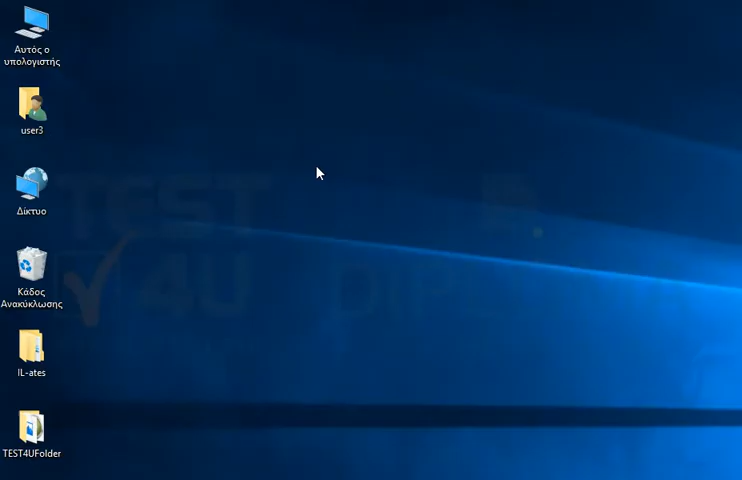 Αυτός ο
υπολογιστής
user3
Δίκτυο
Κάδος
Ανακύκλωσης
IL-ates
TEST4UFolder
TEST
4U